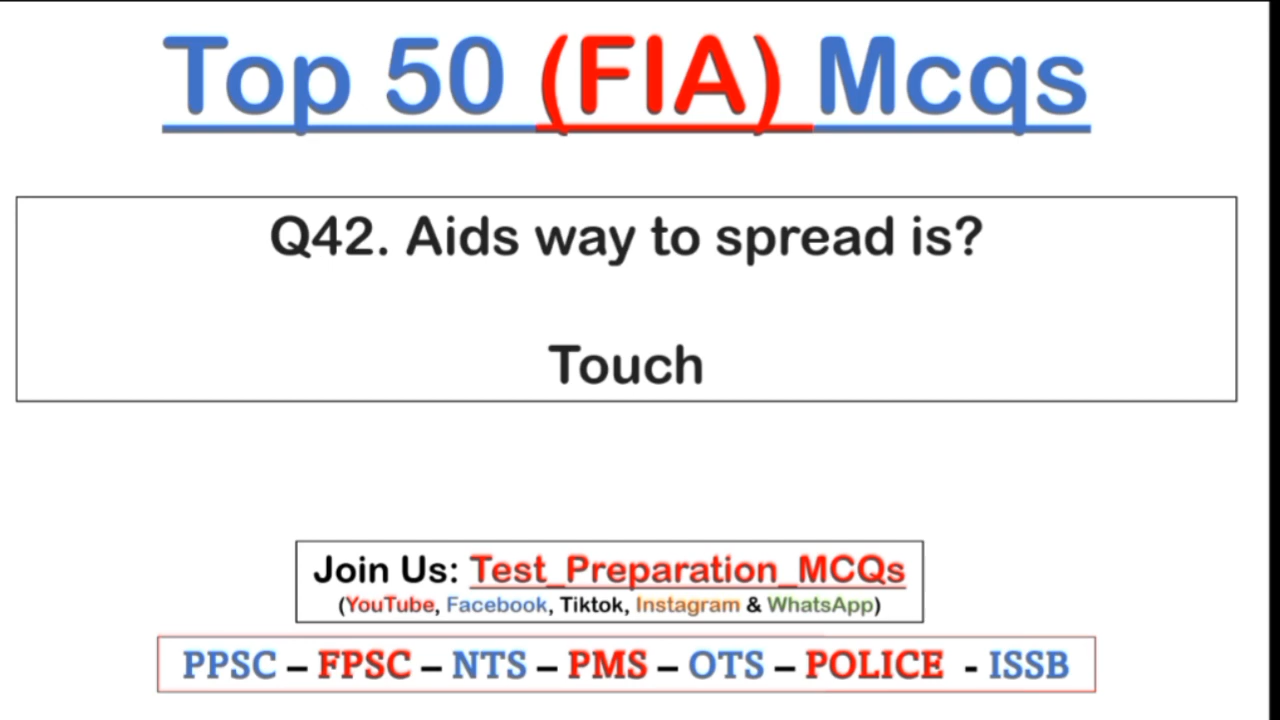 Top 50 (FIA) Mcqs
Q42. Aids way to spread is?
Touch
Join Us: Test_Preparation_MCQs
(YouTube, Facebook, Tiktok, Instagram & WhatsApp)
PPSC – FPSC – NTS – PMS – OTS – POLICE - ISSB